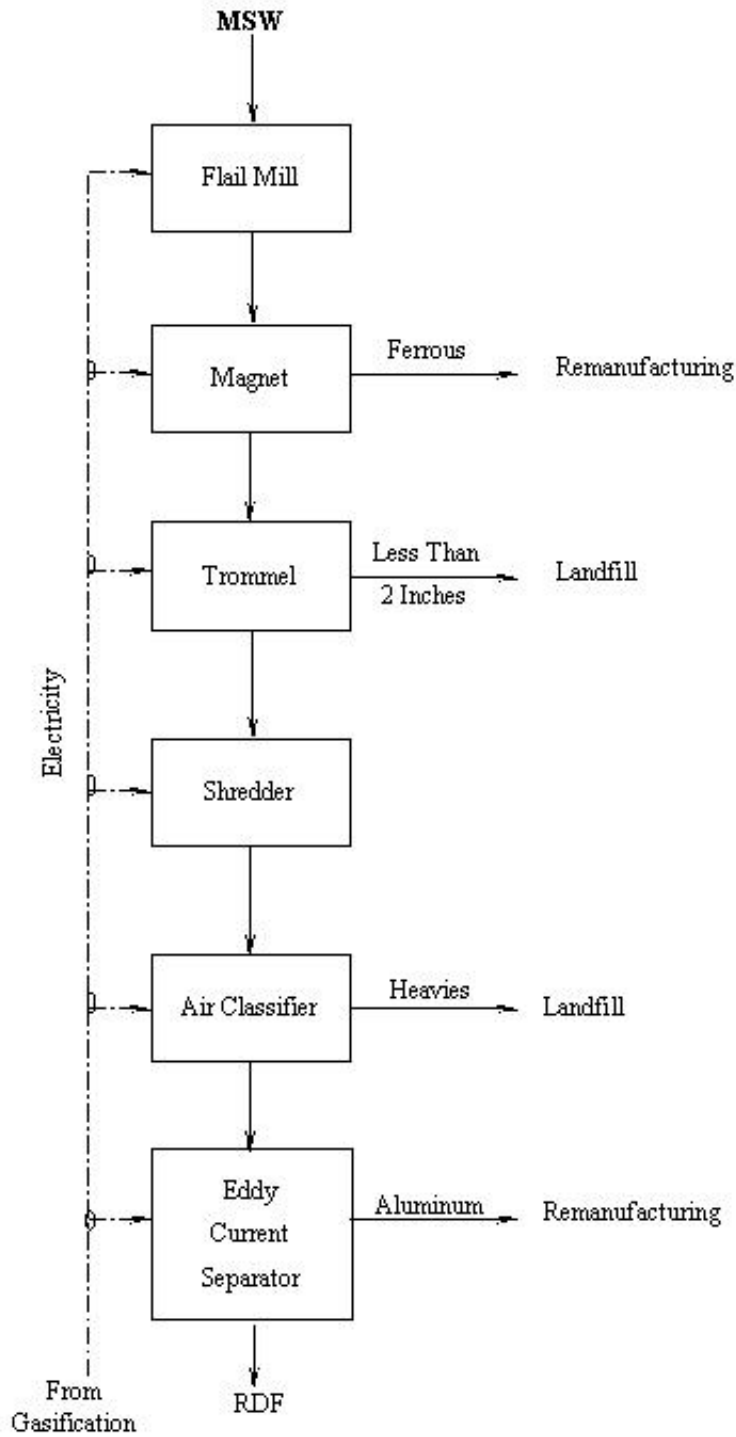 MSW
Flail Mill
Magnet
Ferrous
Remanufacturing
Trommel
Less Than
2 Inches
Landfill
Electricity
Shredder
Air Classifier
Heavies
Landfill
Eddy
Current
Separator
Aluminum
Remanufacturing
From
Gasification
RDF